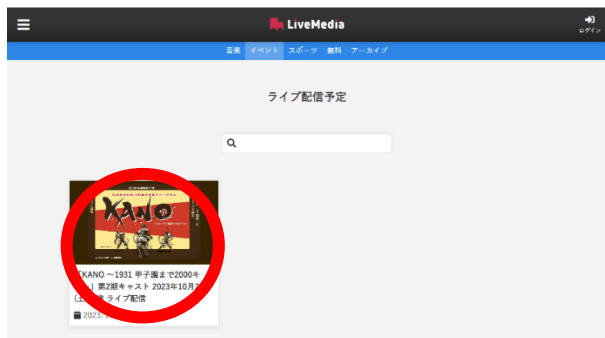 LiveMedia
ログイン
音楽 イベント スポーツ 無料 アーカイブ
ライブ配信予定
KANO
「KANO ～1931 甲子園まで2000キ
」第2期キャスト 2023年10月
(土) ライブ配信
2023/